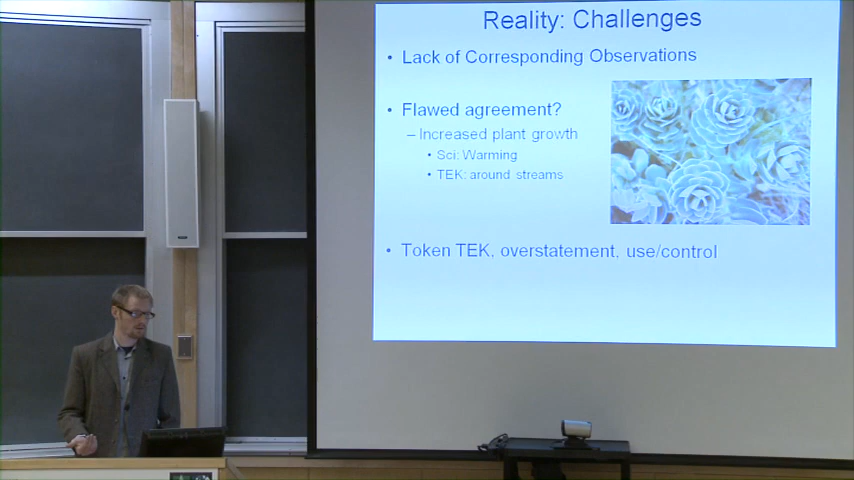 Reality: Challenges
• Lack of Corresponding Observations
• Flawed agreement?
– Increased plant growth
• Sci: Warming
• TEK: around streams
• Token TEK, overstatement, use/control